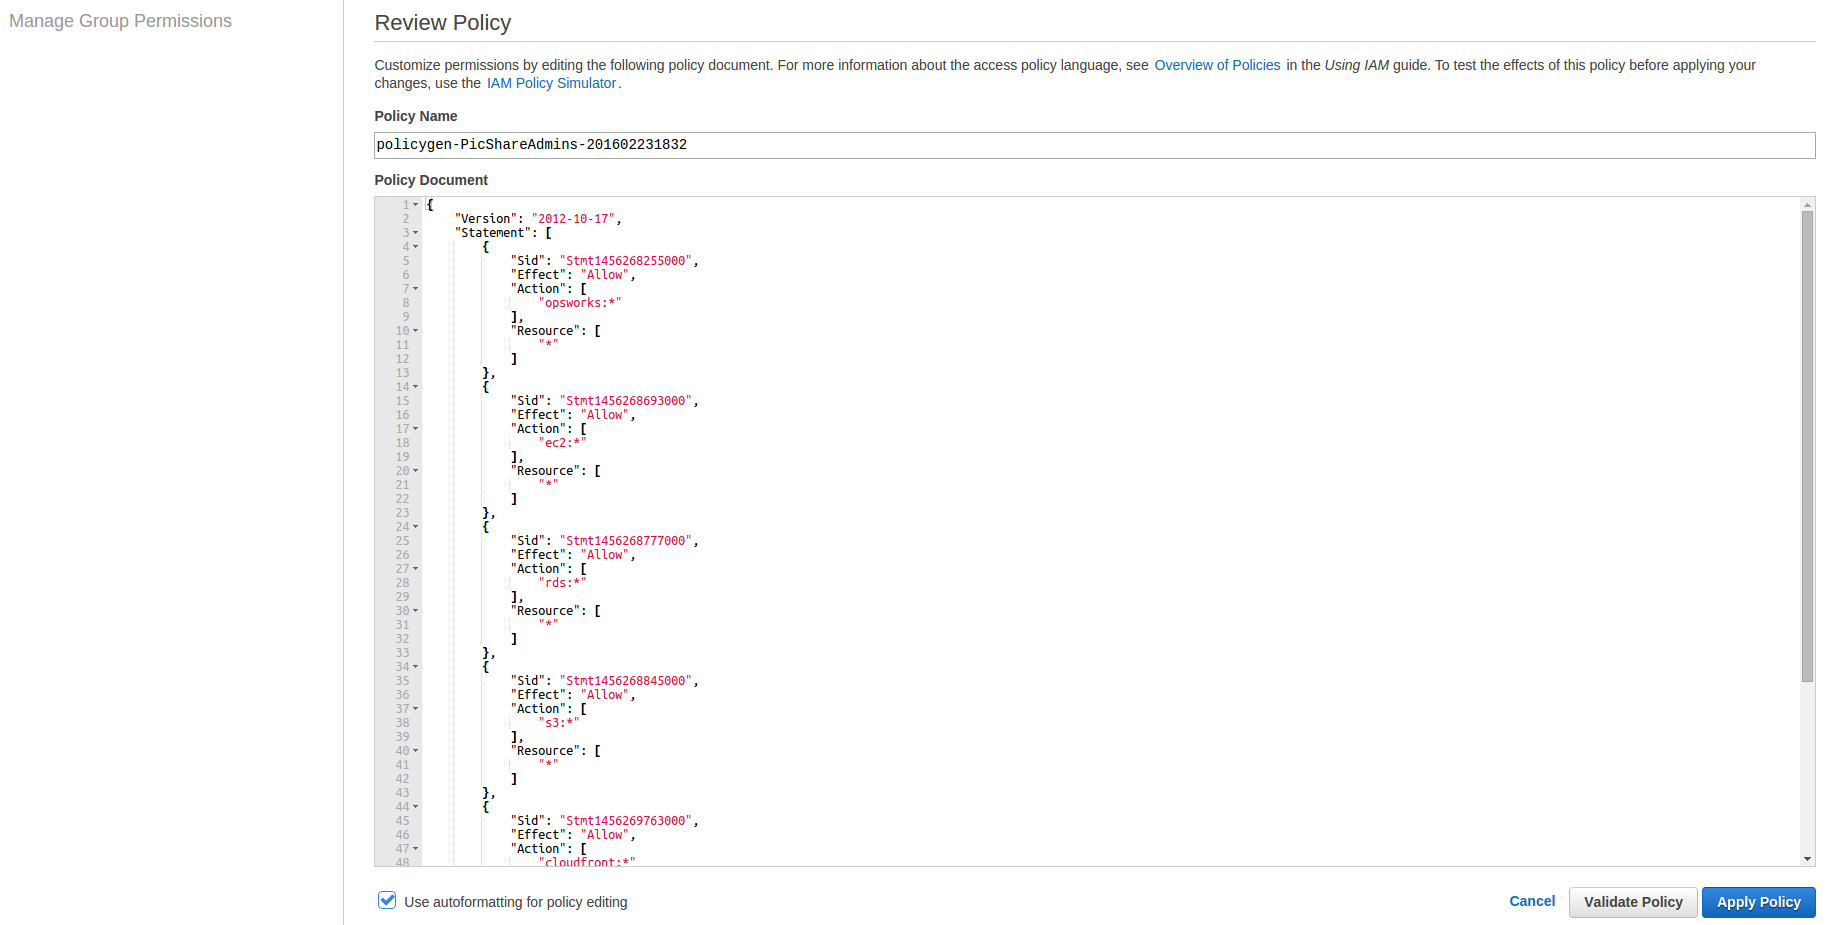 Manage Group Permissions
Review Policy
Customize permissions by editing the following policy document. For more information about the access policy language, see Overview of Policies in the Using IAM guide. To test the effects of this policy before applying your
changes, use the IAM Policy Simulator.
Policy Name
policygen-PicShareAdmins-201602231832
Policy Document
1 {
2 "Version": "2012-10-17",
3 "Statement": [
4 {
5 "Sid": "Stmt1456268255000",
6 "Effect": "Allow",
7 "Action": [
8 "opsworks:*"
9 ],
10 "Resource": [
11 "*"
12 ]
13 },
14 {
15 "Sid": "Stmt1456268693000",
16 "Effect": "Allow",
17 "Action": [
18 "ec2:*"
19 ],
20 "Resource": [
21 "*"
22 ]
23 },
24 {
25 "Sid": "Stmt1456268777000",
26 "Effect": "Allow",
27 "Action": [
28 "rds:*"
29 ],
30 "Resource": [
31 "*"
32 ]
33 },
34 {
35 "Sid": "Stmt1456268845000",
36 "Effect": "Allow",
37 "Action": [
38 "s3:*"
39 ],
40 "Resource": [
41 "*"
42 ]
43 },
44 {
45 "Sid": "Stmt1456269763000",
46 "Effect": "Allow",
47 "Action": [
48 "cloudfront:*"
Use autoformatting for policy editing
Cancel Validate Policy Apply Policy